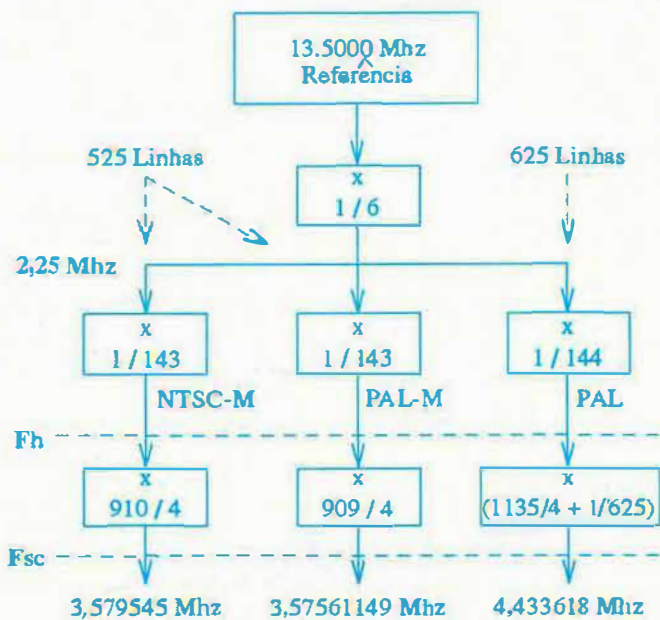 13.5000 Mhz
Referencia
525 Linhas
625 Linhas
x
1 / 6
2,25 Mhz
x
1 / 143
x
1 / 143
x
1 / 144
NTSC-M
PAL-M
PAL
Fh
x
910 / 4
x
909 / 4
x
(1135/4 + 1/625)
Fsc
3,579545 Mhz
3,57561149 Mhz
4,433618 Mhz